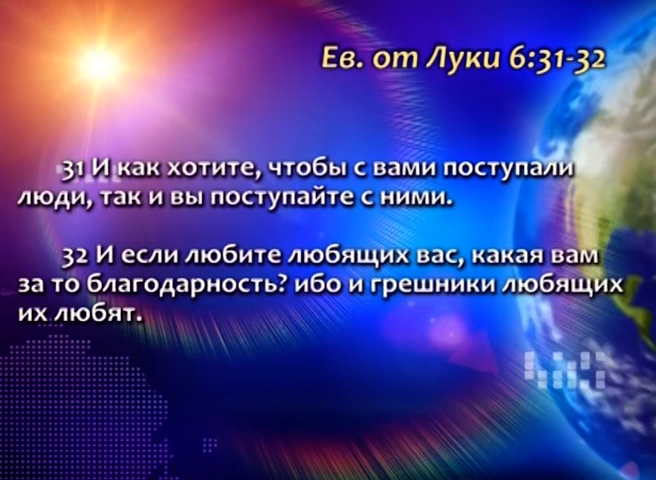 Ев. от Луки 6:31-32
31 И как хотите, чтобы с вами поступали
люди, так и вы поступайте с ними.
32 И если любите любящих вас, какая вам
за то благодарность? ибо и грешники любящих
их любят.